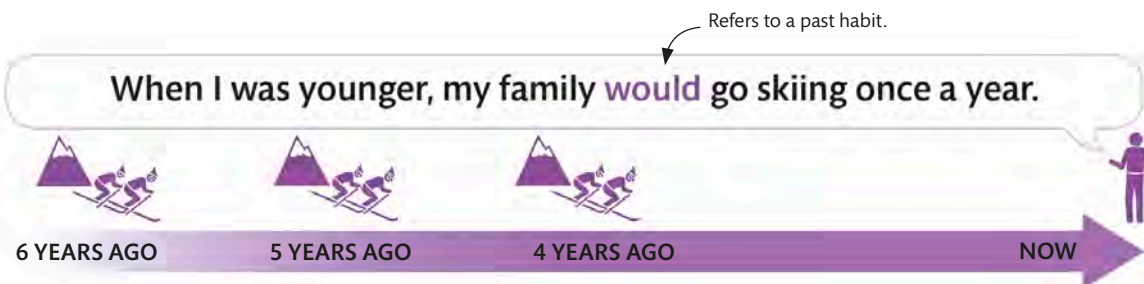 Refers to a past habit.
When I was younger, my family would go skiing once a year.
6 YEARS AGO
5 YEARS AGO
4 YEARS AGO
NOW